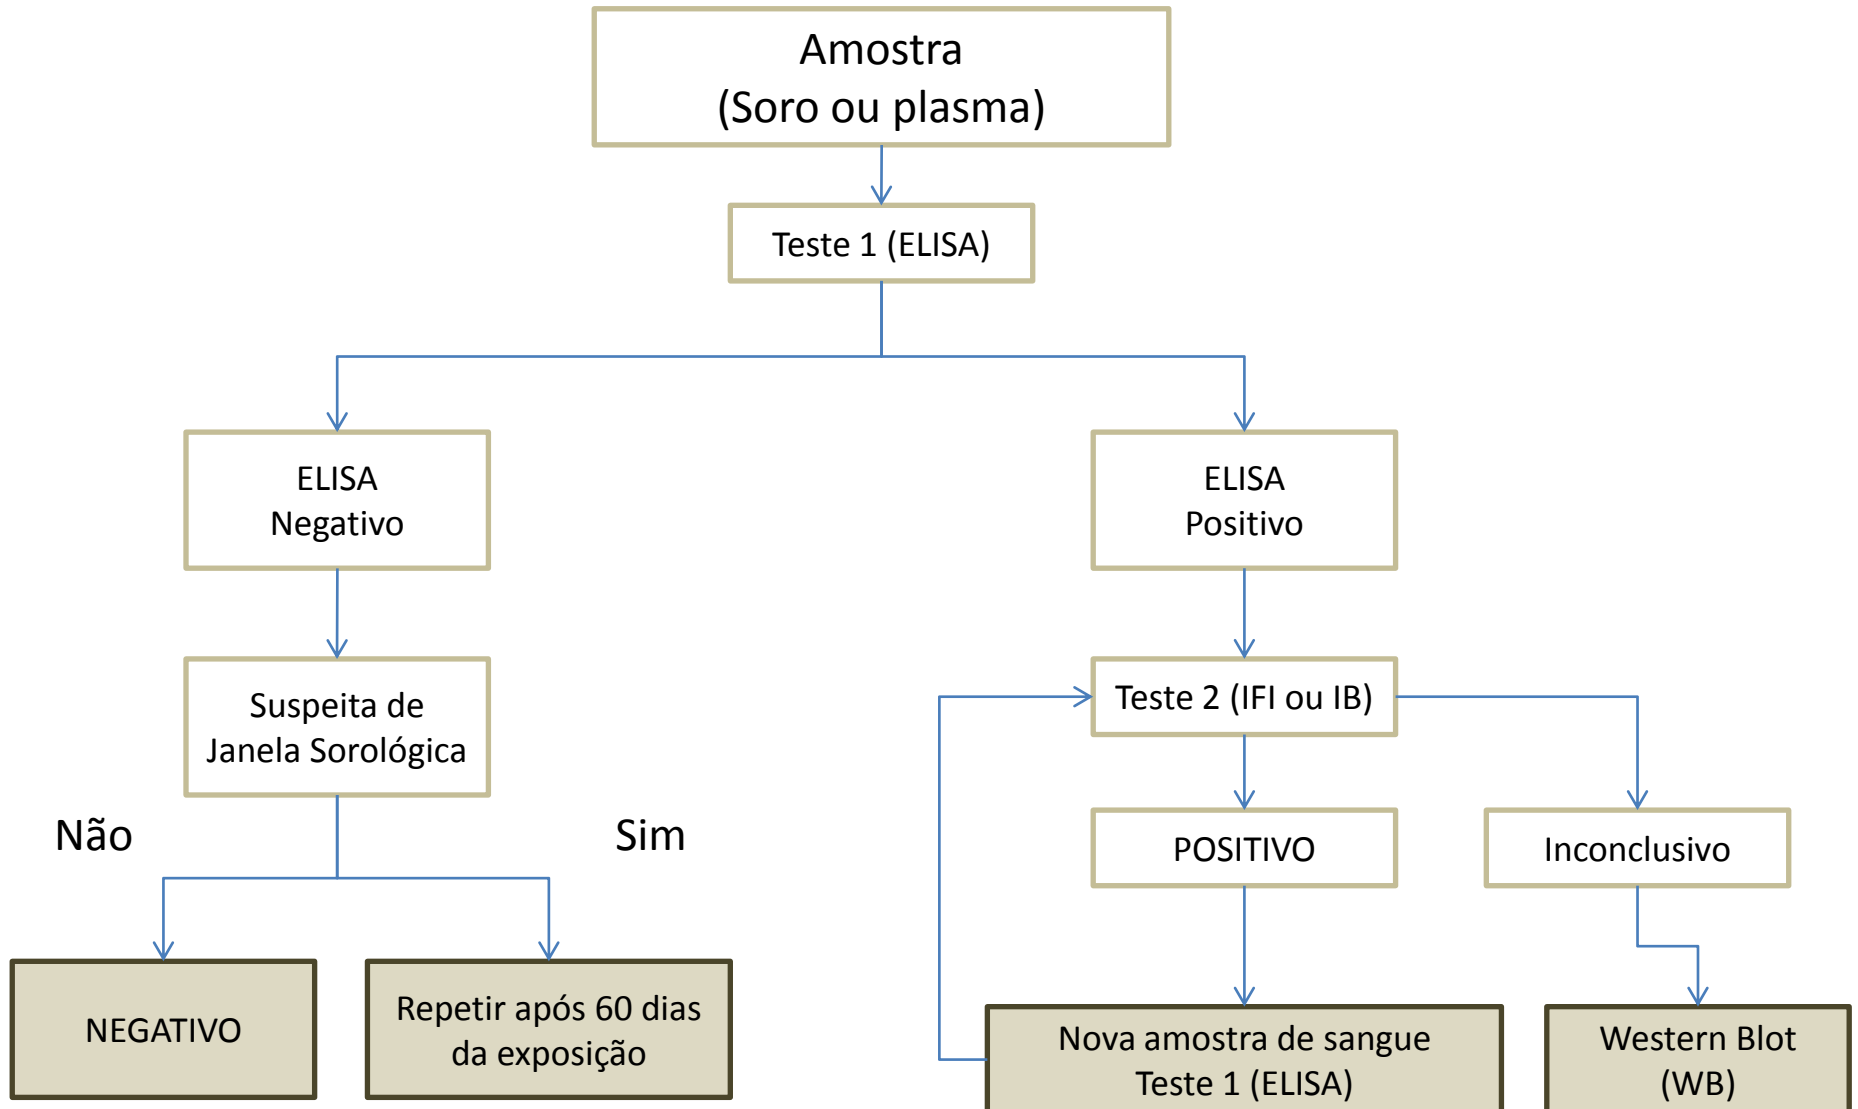 Amostra
(Soro ou plasma)
Teste 1 (ELISA)
ELISA
Negativo
ELISA
Positivo
Suspeita de
Janela Sorológica
Teste 2 (IFI ou IB)
Não
Sim
POSITIVO
Inconclusivo
NEGATIVO
Repetir após 60 dias
da exposição
Nova amostra de sangue
Teste 1 (ELISA)
Western Blot
(WB)